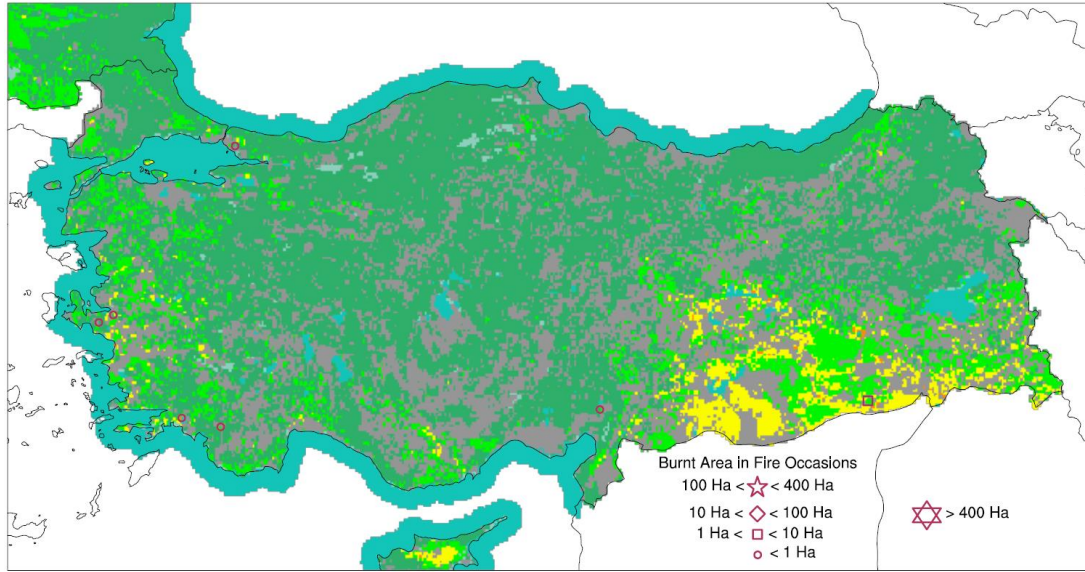 Burnt Area in Fire Occasions
100 Ha < < 400 Ha
10 Ha < < 100 Ha
1 Ha < < 10 Ha
< 1 Ha
> 400 Ha